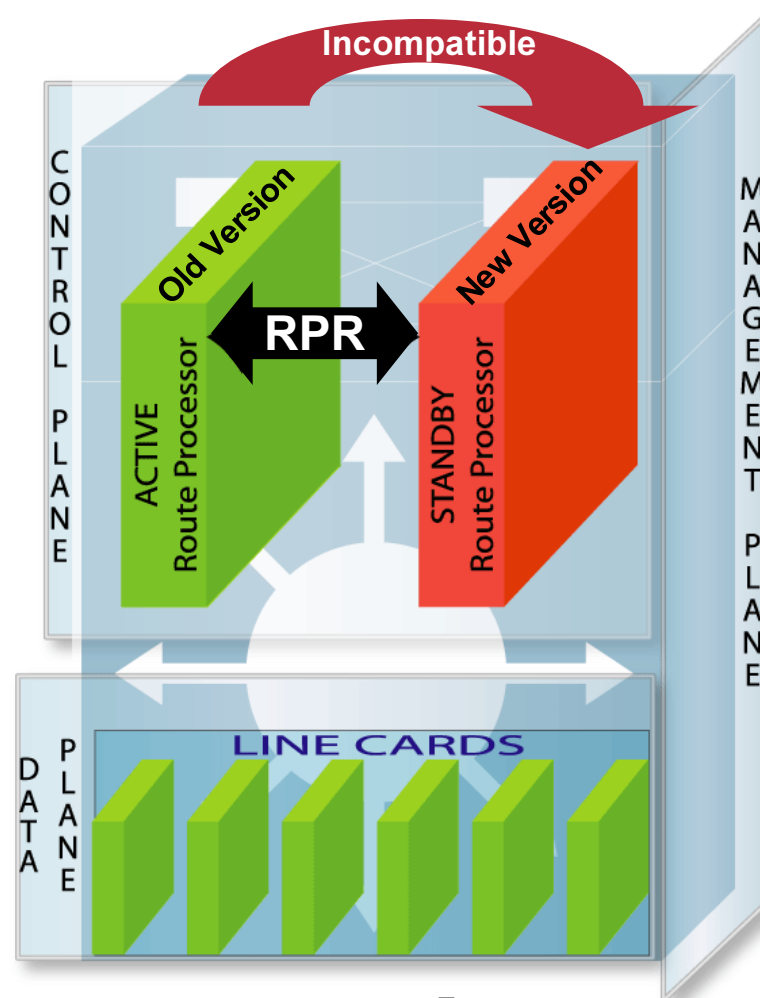 Incompatible
CONTROL PLANE
Old Version
New Version
RPR
ACTIVE
Route Processor
STANDBY
Route Processor
MANAGEMENT PLANE
LINE CARDS
DATA
PLANE